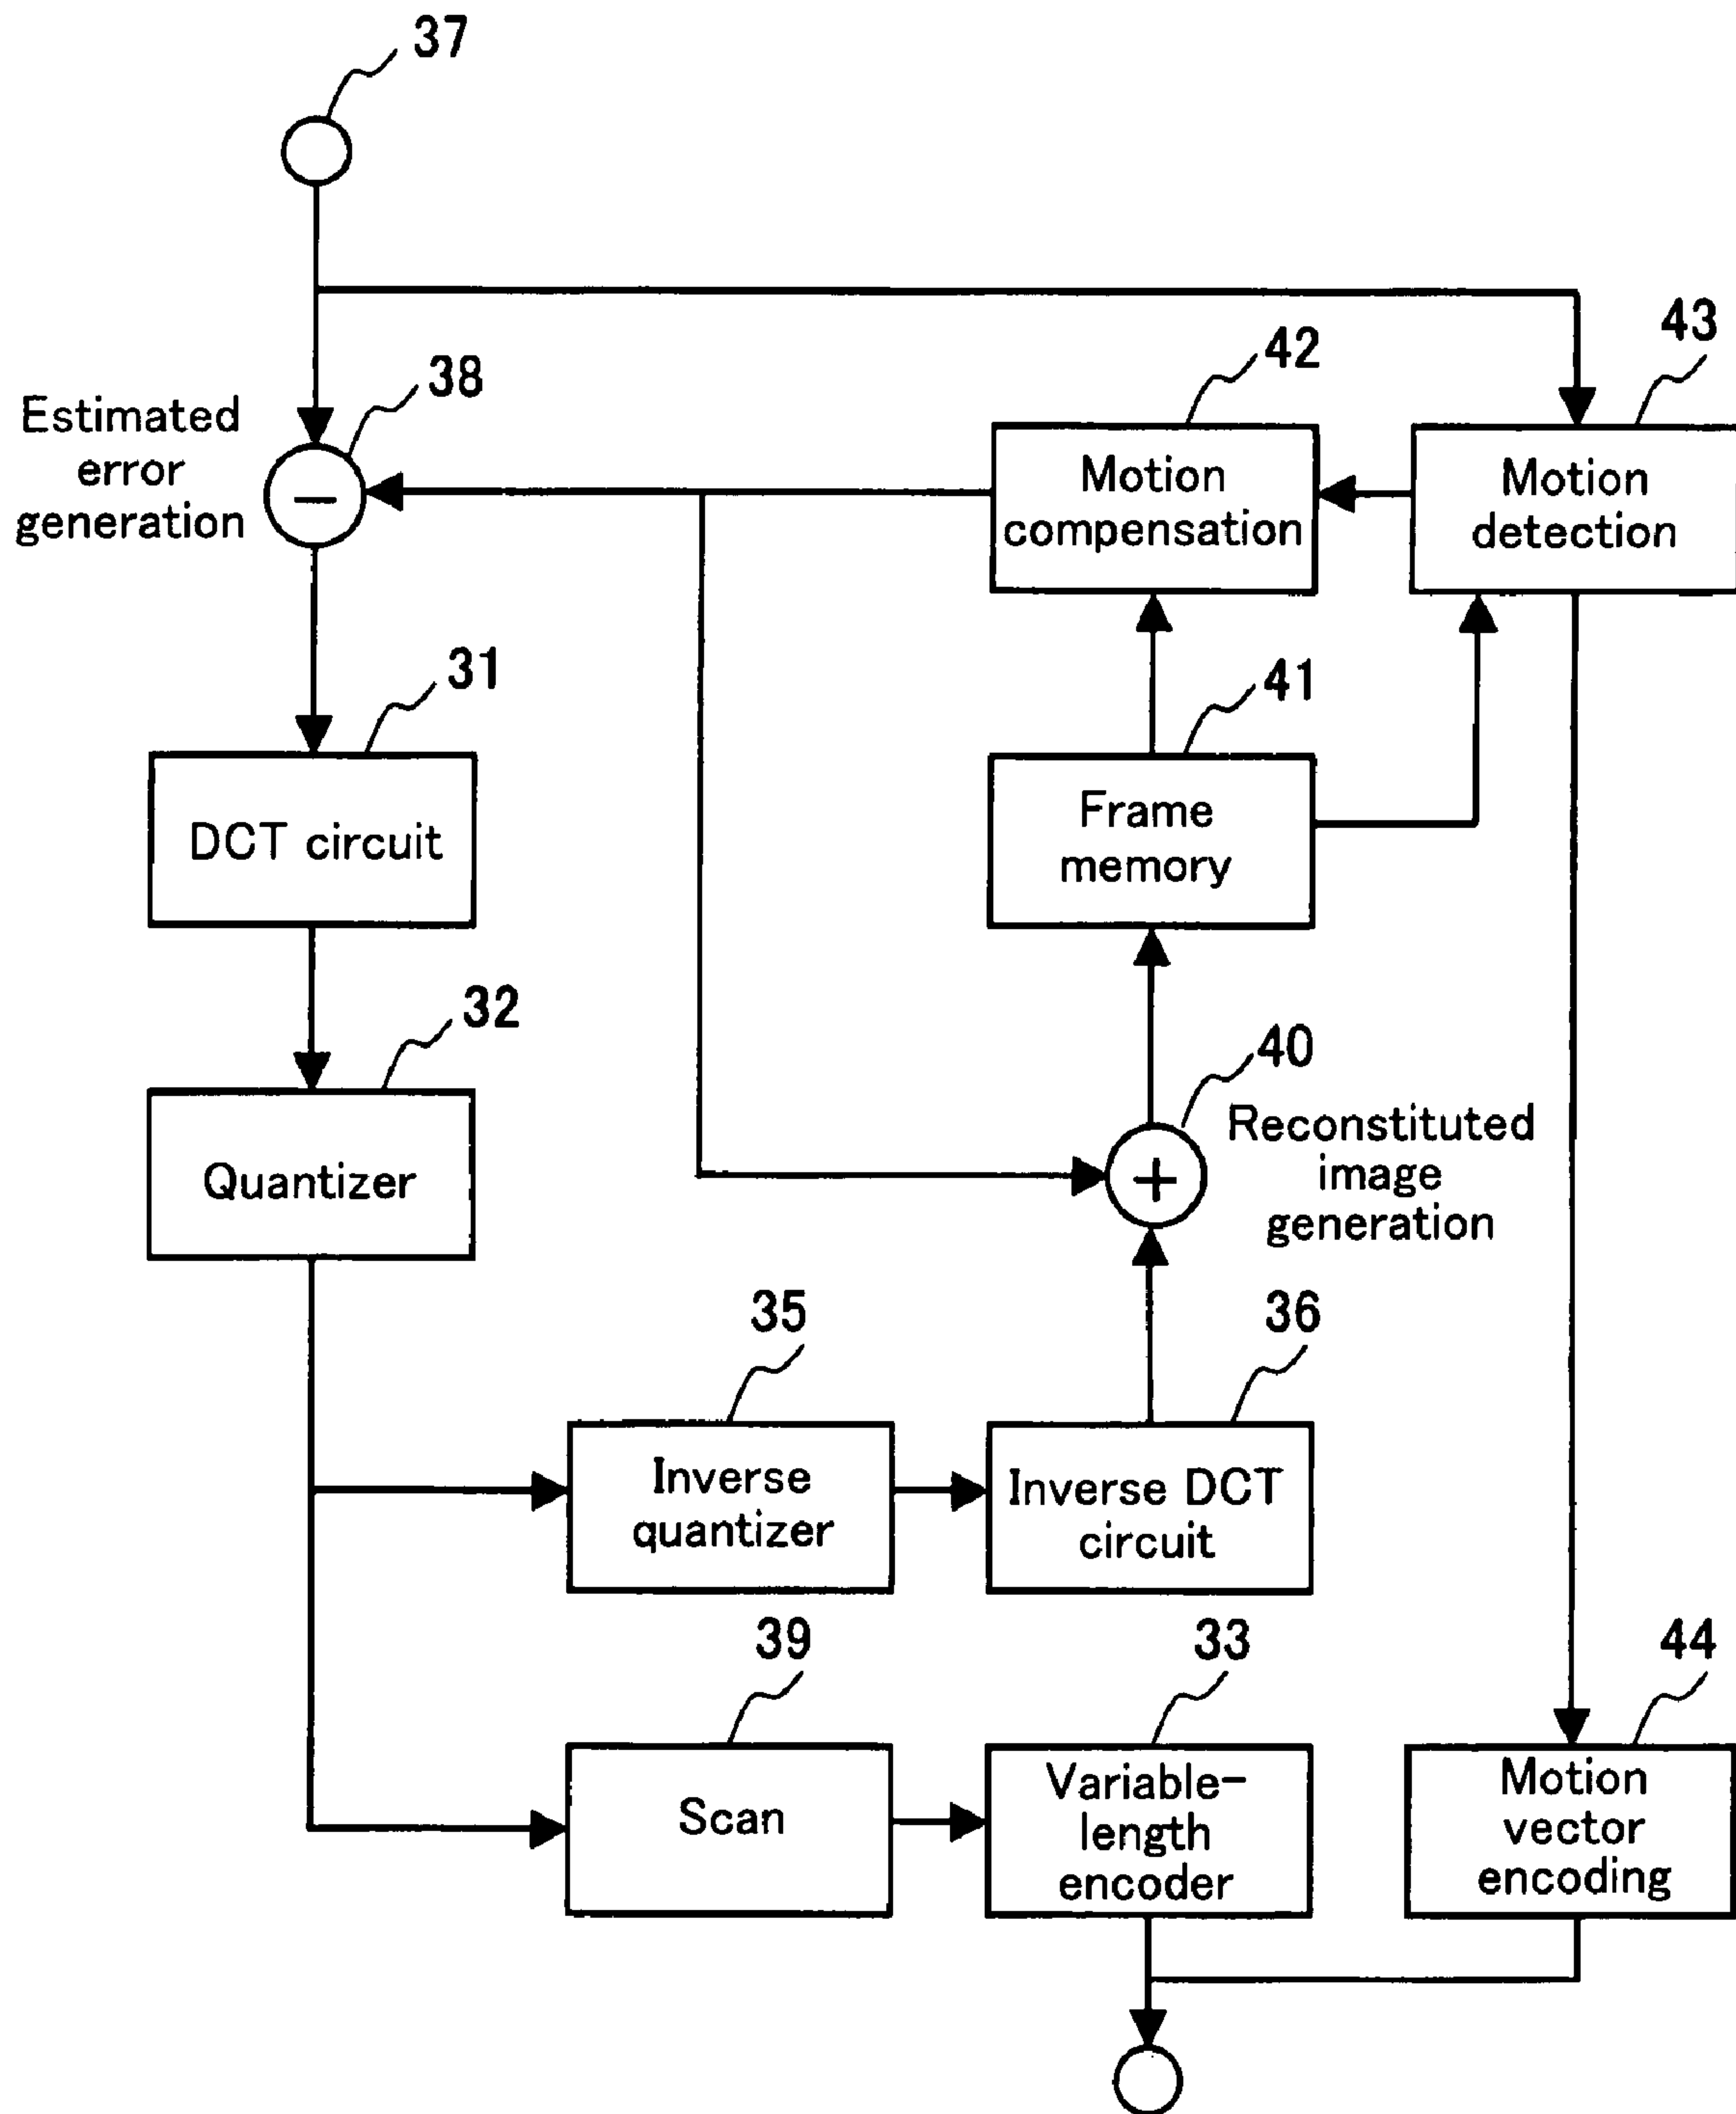 37
43
42
38
Estimated
error
generation
−
Motion
compensation
Motion
detection
31
41
DCT circuit
Frame
memory
32
40
Quantizer
+
Reconstituted
image
generation
35
36
Inverse
quantizer
Inverse DCT
circuit
39
33
44
Scan
Variable-
length
encoder
Motion
vector
encoding